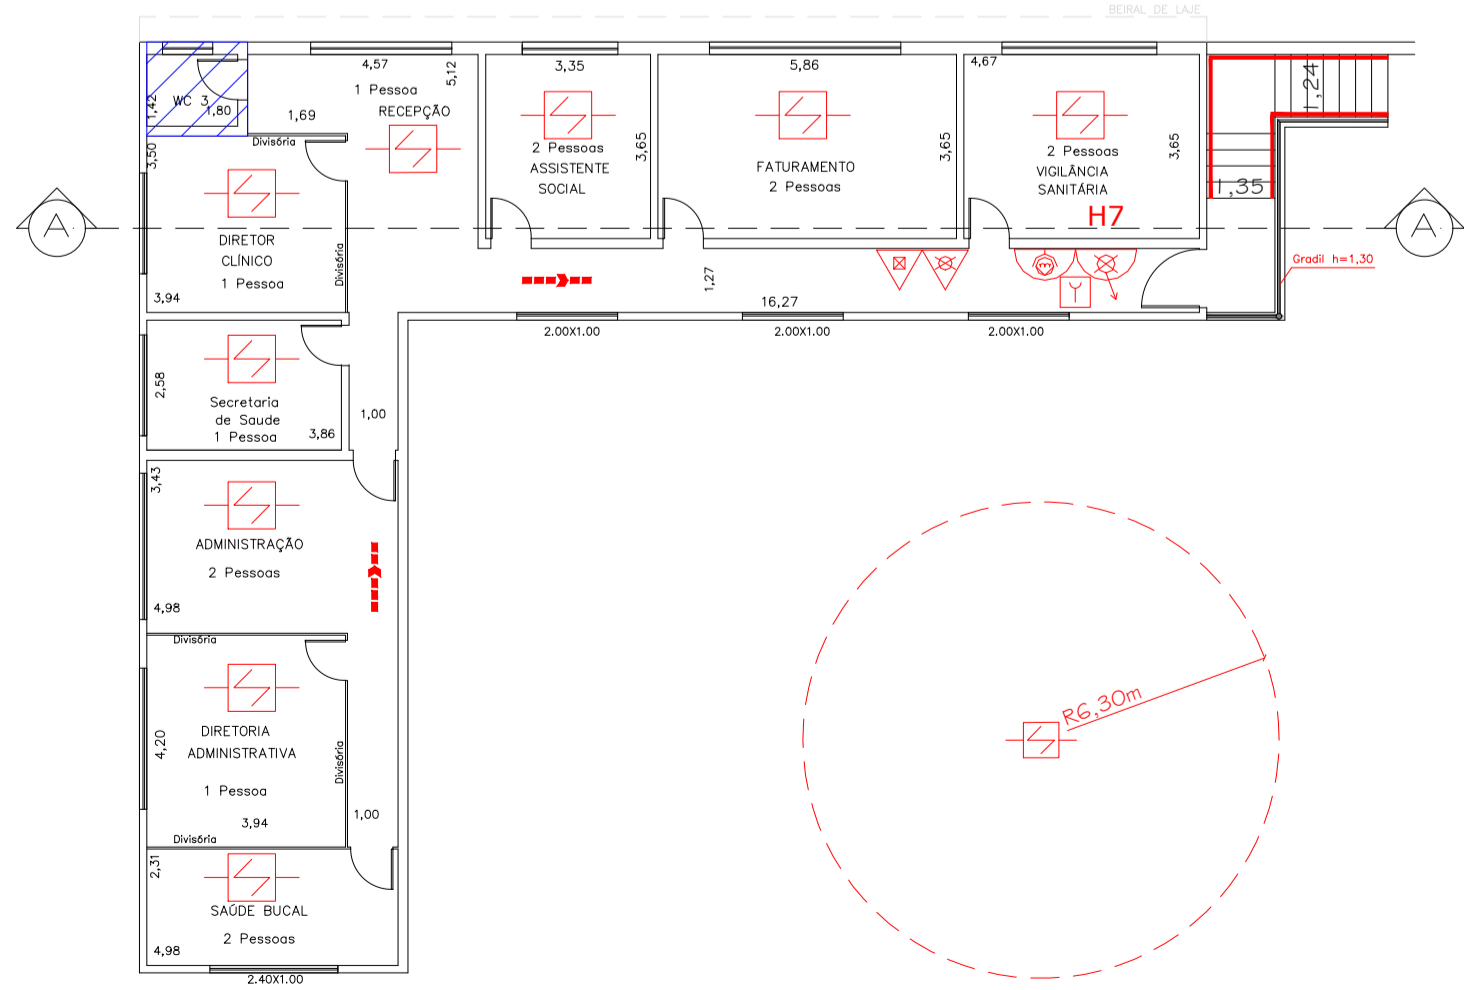 BEIRAL DE LAJE
4,57
5,12
1 Pessoa
RECEPÇÃO
WC 3
1,42
1,80
1,69
Divisória
3,35
2 Pessoas
ASSISTENTE
SOCIAL
3,65
5,86
FATURAMENTO
2 Pessoas
3,65
4,67
2 Pessoas
VIGILÂNCIA
SANITÁRIA
3,65
H7
1,24
1,35
Gradil h=1,30
A
A
3,50
DIRETOR
CLÍNICO
1 Pessoa
Divisória
3,94
1,27
16,27
2.00X1.00
2.00X1.00
2.00X1.00
2,58
Secretaria
de Saude
1 Pessoa
3,86
1,00
3,43
ADMINISTRAÇÃO
2 Pessoas
4,98
Divisória
4,20
DIRETORIA
ADMINISTRATIVA
1 Pessoa
Divisória
3,94
1,00
Divisória
2,31
SAÚDE BUCAL
2 Pessoas
4,98
2.40X1.00
R6,30m